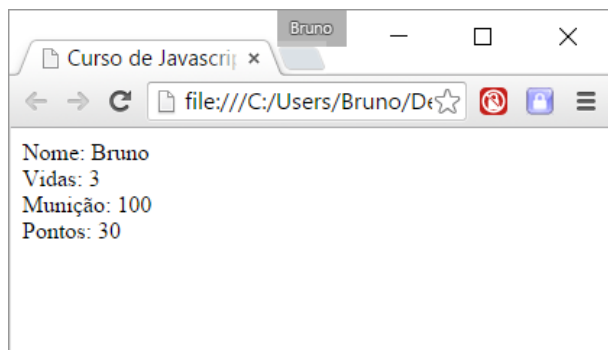 Bruno
Curso de Javascrip
file:///C:/Users/Bruno/De
Nome: Bruno
Vidas: 3
Munição: 100
Pontos: 30